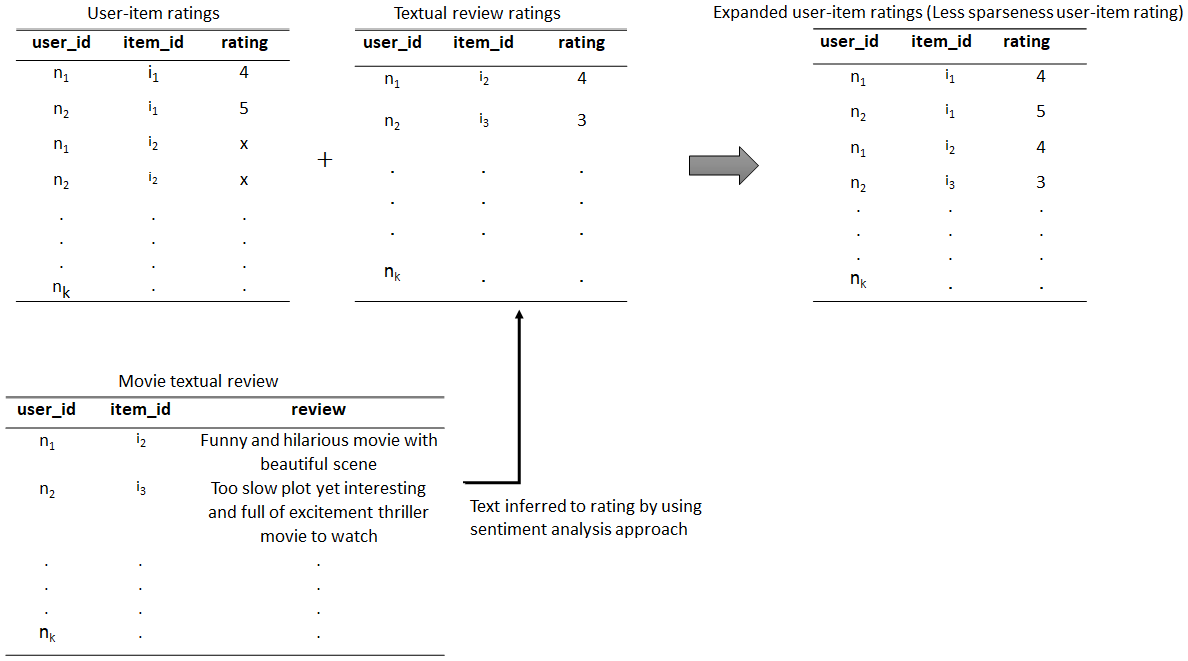 User-item ratings
user_id item_id rating
n1 i1 4
n2 i1 5
n1 i2 x
n2 i2 x
. . .
. . .
. . .
nk . .
+
Textual review ratings
user_id item_id rating
n1 i2 4
n2 i3 3
. . .
. . .
. . .
nk . .
Expanded user-item ratings (Less sparseness user-item rating)
user_id item_id rating
n1 i1 4
n2 i1 5
n1 i2 4
n2 i3 3
. . .
. . .
. . .
nk . .
Movie textual review
user_id item_id review
n1 i2 Funny and hilarious movie with
beautiful scene
n2 i3 Too slow plot yet interesting
and full of excitement thriller
movie to watch
. . .
. . .
. . .
nk . .
Text inferred to rating by using
sentiment analysis approach